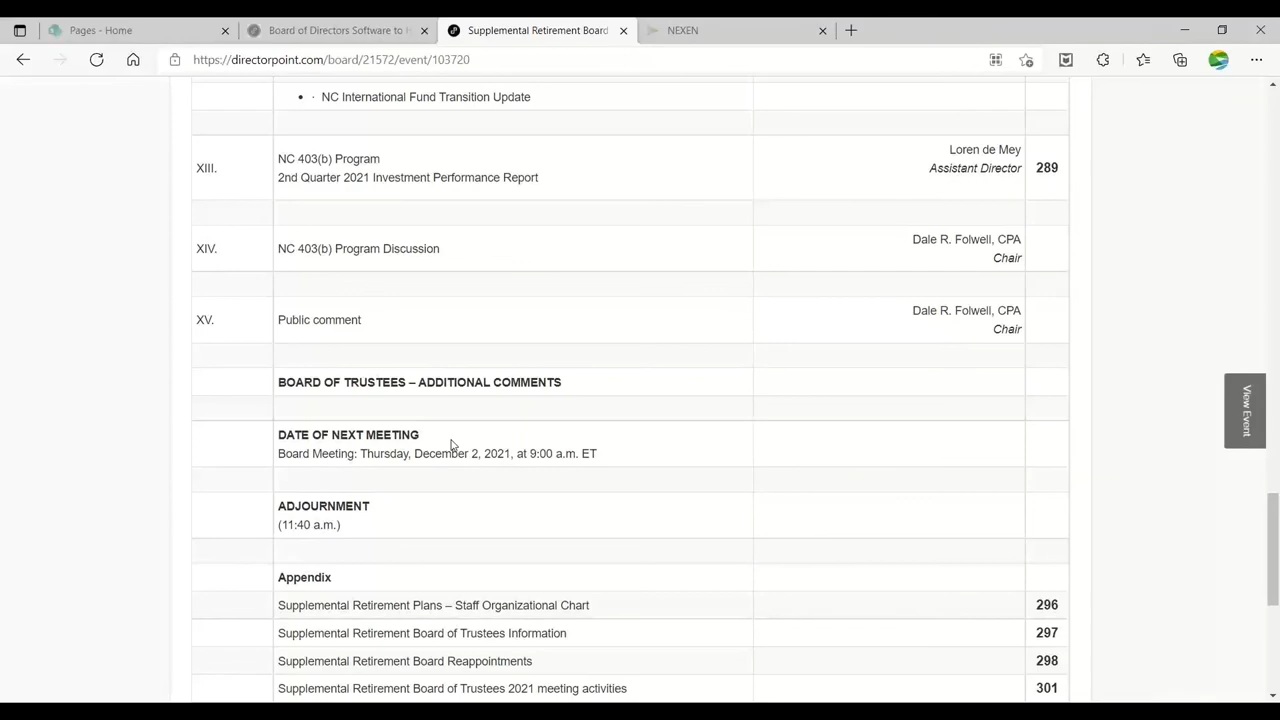 Pages - Home
Board of Directors Software to H
Supplemental Retirement Board
NEXEN
https://directorpoint.com/board/21572/event/103720
• · NC International Fund Transition Update
XIII.
NC 403(b) Program
2nd Quarter 2021 Investment Performance Report
Loren de Mey
Assistant Director
289
XIV.
NC 403(b) Program Discussion
Dale R. Folwell, CPA
Chair
XV.
Public comment
Dale R. Folwell, CPA
Chair
BOARD OF TRUSTEES – ADDITIONAL COMMENTS
DATE OF NEXT MEETING
Board Meeting: Thursday, December 2, 2021, at 9:00 a.m. ET
ADJOURNMENT
(11:40 a.m.)
Appendix
Supplemental Retirement Plans – Staff Organizational Chart 296
Supplemental Retirement Board of Trustees Information 297
Supplemental Retirement Board Reappointments 298
Supplemental Retirement Board of Trustees 2021 meeting activities 301
View Event